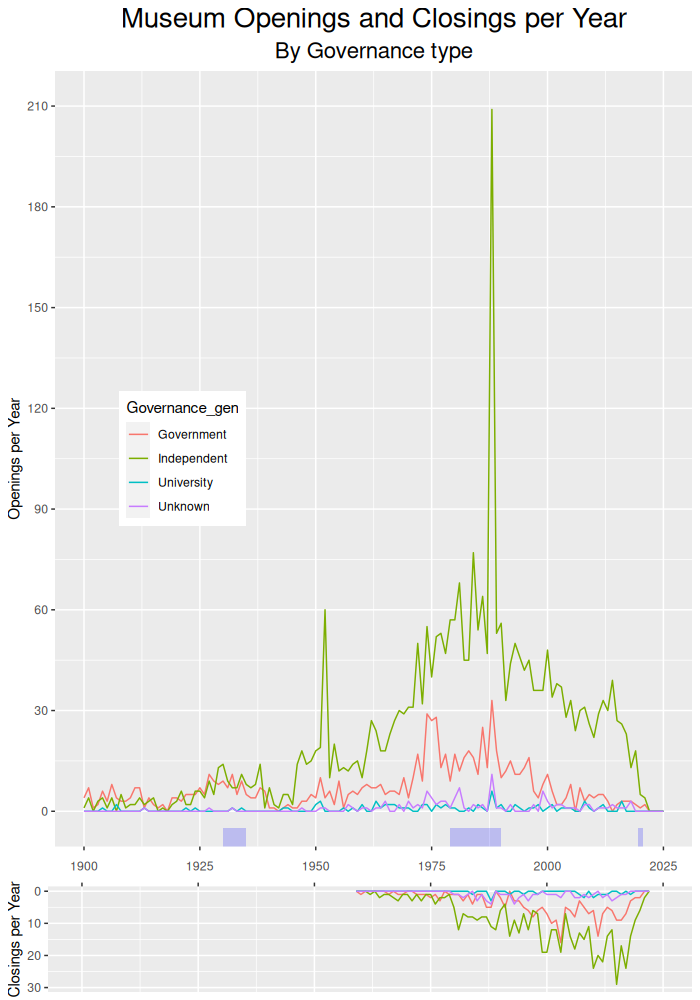 Museum Openings and Closings per Year
By Governance type
Openings per Year
210
180
150
120
90
60
30
0
Governance_gen
Government
Independent
University
Unknown
1900
1925
1950
1975
2000
2025
Closings per Year
0
10
20
30